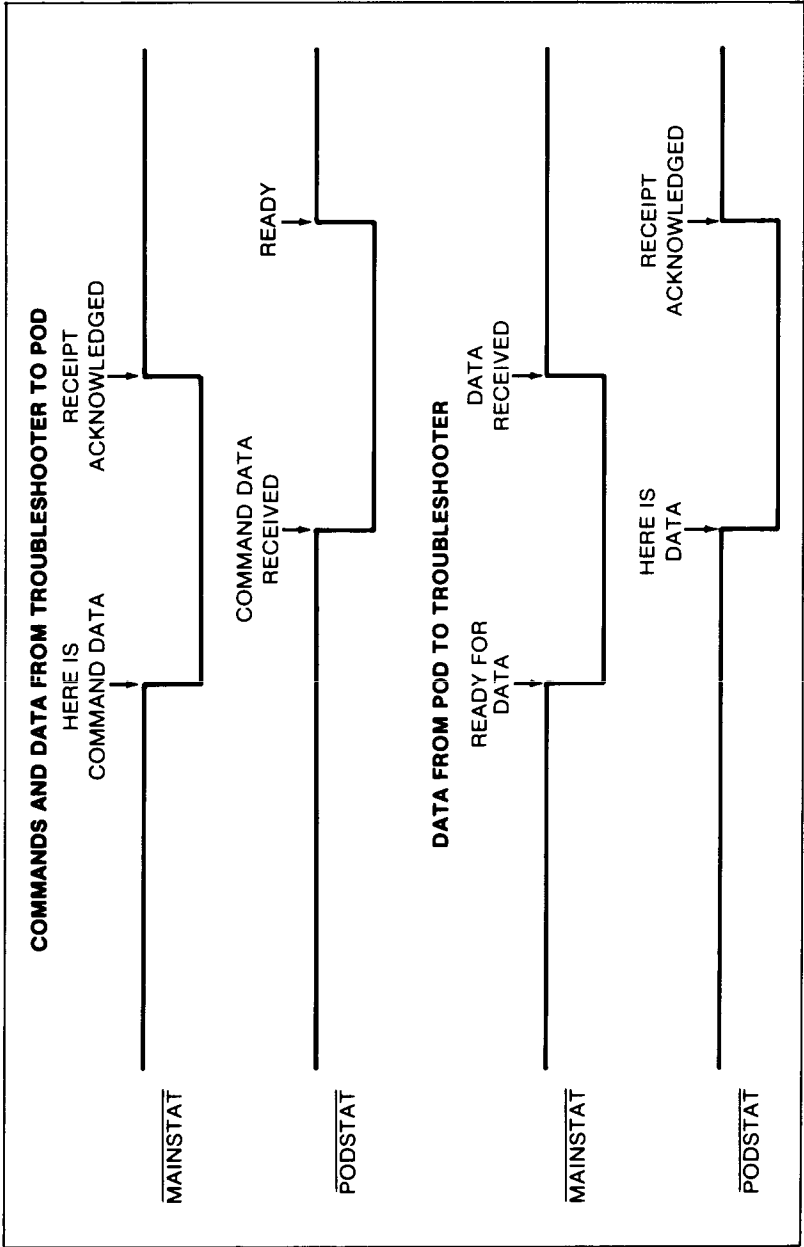 COMMANDS AND DATA FROM TROUBLESHOOTER TO POD
HERE IS
COMMAND DATA
RECEIPT
ACKNOWLEDGED
MAINSTAT
COMMAND DATA
RECEIVED
READY
PODSTAT
DATA FROM POD TO TROUBLESHOOTER
READY FOR
DATA
DATA
RECEIVED
MAINSTAT
HERE IS
DATA
RECEIPT
ACKNOWLEDGED
PODSTAT